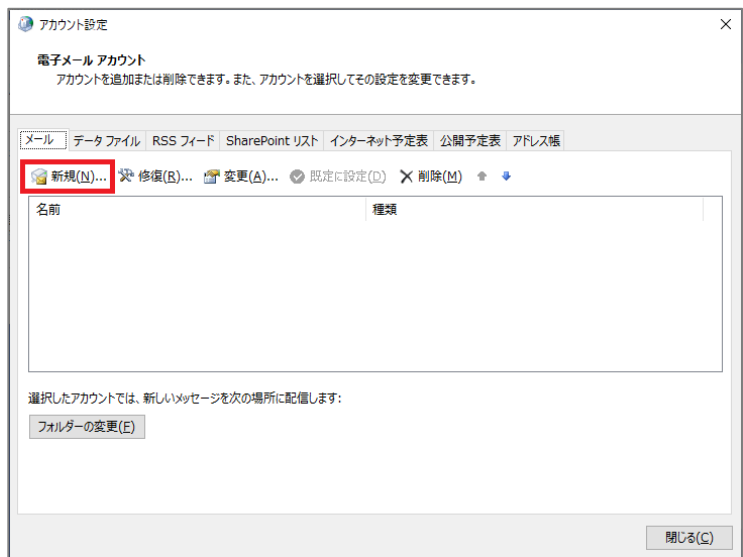 アカウント設定
電子メール アカウント
アカウントを追加または削除できます。また、アカウントを選択してその設定を変更できます。
メール データ ファイル RSS フィード SharePoint リスト インターネット予定表 公開予定表 アドレス帳
新規(N)... 修復(R)... 変更(A)... 既定に設定(D) 削除(M)
名前 種類
選択したアカウントでは、新しいメッセージを次の場所に配信します:
フォルダーの変更(F)
閉じる(C)